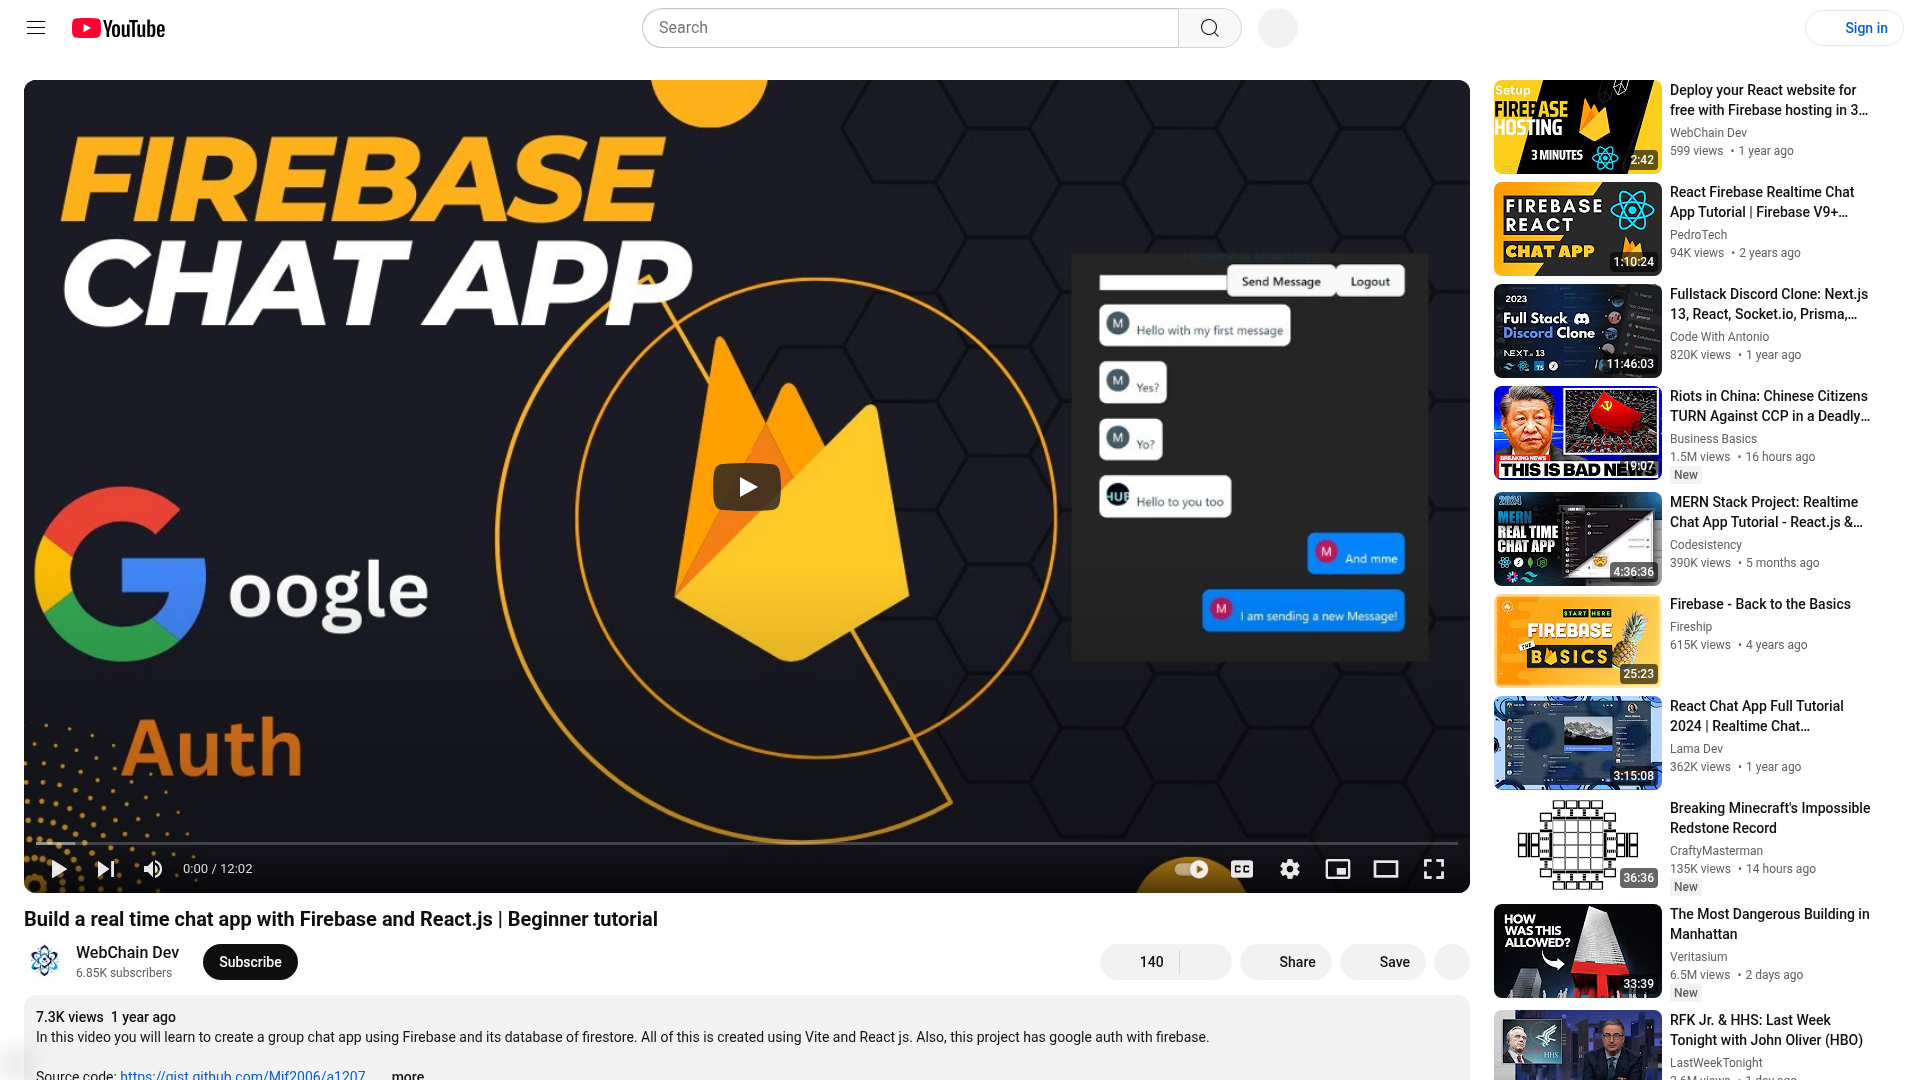 YouTube
Search
Sign in
FIREBASE
CHAT APP
Google
Auth
Send Message
Logout
M Hello with my first message
M Yes?
M Yo?
HUE Hello to you too
M And mme
M I am sending a new Message!
0:00 / 12:02
CC
Build a real time chat app with Firebase and React.js | Beginner tutorial
WebChain Dev
6.85K subscribers
Subscribe
140
Share
Save
7.3K views 1 year ago
In this video you will learn to create a group chat app using Firebase and its database of firestore. All of this is created using Vite and React js. Also, this project has google auth with firebase.
Source code: https://gist.github.com/Mif2006/a1207... ...more
Setup
FIREBASE
HOSTING
3 MINUTES
2:42
Deploy your React website for
free with Firebase hosting in 3...
WebChain Dev
599 views • 1 year ago
FIREBASE
REACT
CHAT APP
1:10:24
React Firebase Realtime Chat
App Tutorial | Firebase V9+...
PedroTech
94K views • 2 years ago
2023
Full Stack
Discord Clone
NEXT.JS 13
TS
11:46:03
Fullstack Discord Clone: Next.js
13, React, Socket.io, Prisma,...
Code With Antonio
820K views • 1 year ago
BREAKING NEWS
THIS IS BAD NEWS
19:07
Riots in China: Chinese Citizens
TURN Against CCP in a Deadly...
Business Basics
1.5M views • 16 hours ago
New
2024
MERN
REAL TIME
CHAT APP
4:36:36
MERN Stack Project: Realtime
Chat App Tutorial - React.js &...
Codesistency
390K views • 5 months ago
START HERE
FIREBASE
THE
BASICS
25:23
Firebase - Back to the Basics
Fireship
615K views • 4 years ago
3:15:08
React Chat App Full Tutorial
2024 | Realtime Chat...
Lama Dev
362K views • 1 year ago
36:36
Breaking Minecraft's Impossible
Redstone Record
CraftyMasterman
135K views • 14 hours ago
New
HOW
WAS THIS
ALLOWED?
33:39
The Most Dangerous Building in
Manhattan
Veritasium
6.5M views • 2 days ago
New
HHS
RFK Jr. & HHS: Last Week
Tonight with John Oliver (HBO)
LastWeekTonight